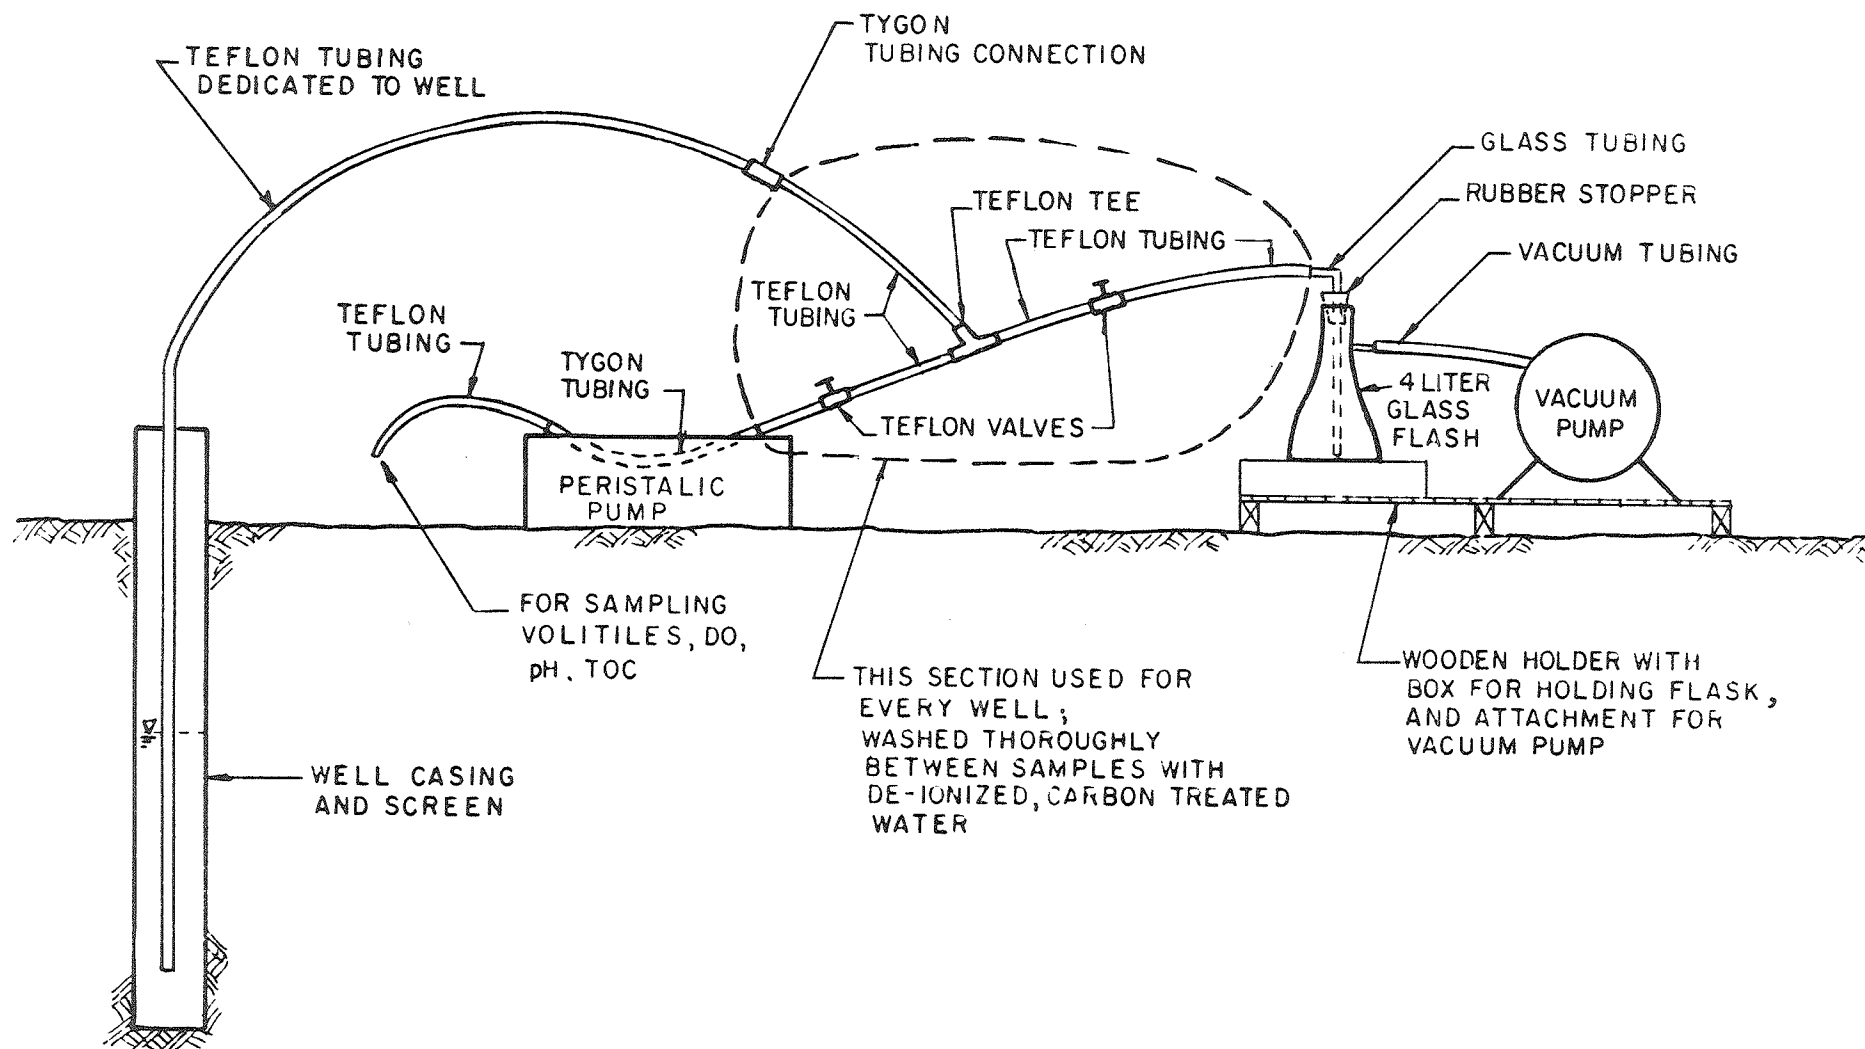 TYGON
TUBING CONNECTION
TEFLON TUBING
DEDICATED TO WELL
GLASS TUBING
RUBBER STOPPER
TEFLON TEE
TEFLON TUBING
VACUUM TUBING
TEFLON
TUBING
TEFLON
TUBING
TYGON
TUBING
4 LITER
GLASS
FLASH
VACUUM
PUMP
TEFLON VALVES
PERISTALIC
PUMP
FOR SAMPLING
VOLITILES, DO,
pH, TOC
THIS SECTION USED FOR
EVERY WELL;
WASHED THOROUGHLY
BETWEEN SAMPLES WITH
DE-IONIZED, CARBON TREATED
WATER
WOODEN HOLDER WITH
BOX FOR HOLDING FLASK,
AND ATTACHMENT FOR
VACUUM PUMP
WELL CASING
AND SCREEN